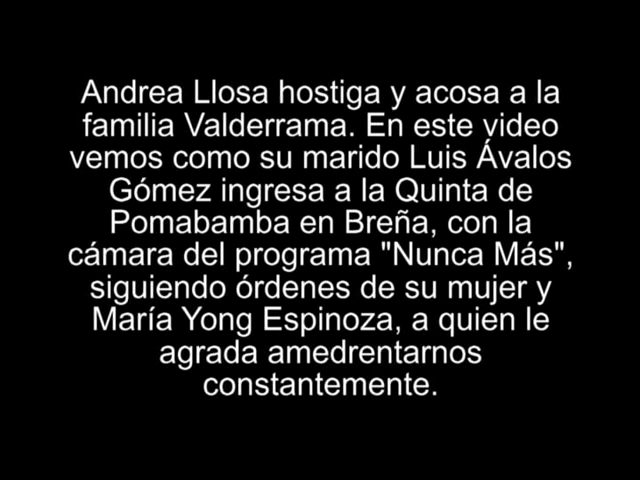 Andrea Llosa hostiga y acosa a la
familia Valderrama. En este video
vemos como su marido Luis Ávalos
Gómez ingresa a la Quinta de
Pomabamba en Breña, con la
cámara del programa "Nunca Más",
siguiendo órdenes de su mujer y
María Yong Espinoza, a quien le
agrada amedrentarnos
constantemente.